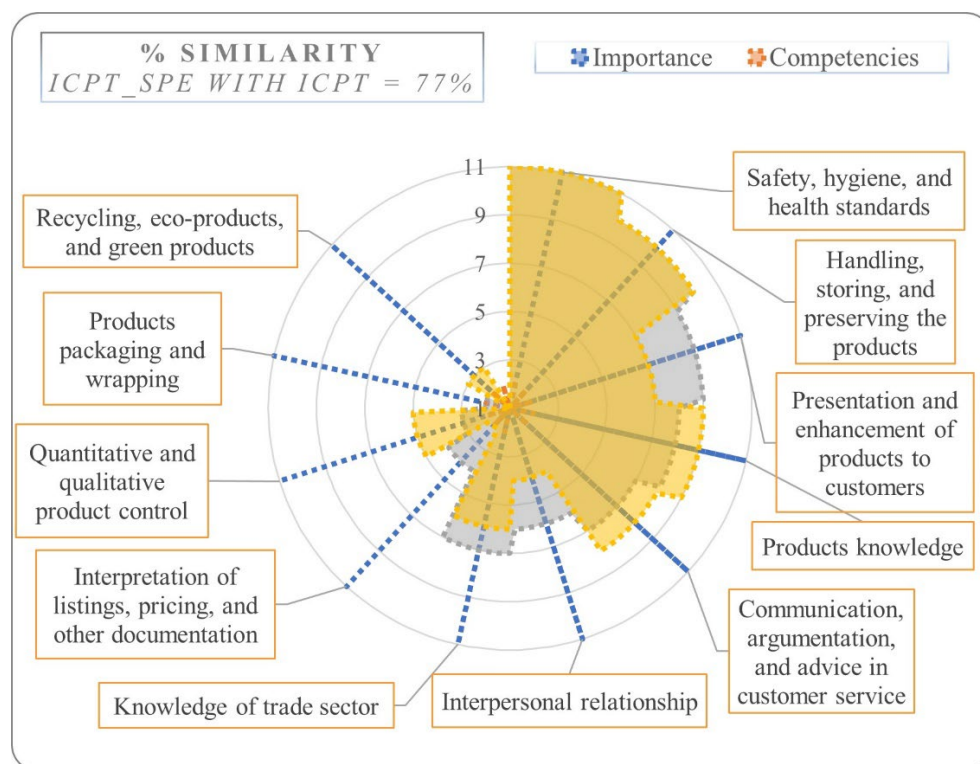 % SIMILARITY
ICPT_SPE WITH ICPT = 77%
Importance
Competencies
11
9
7
5
3
1
Safety, hygiene, and
health standards
Handling,
storing, and
preserving the
products
Presentation and
enhancement of
products to
customers
Products knowledge
Communication,
argumentation,
and advice in
customer service
Interpersonal relationship
Knowledge of trade sector
Interpretation of
listings, pricing, and
other documentation
Quantitative and
qualitative
product control
Products
packaging and
wrapping
Recycling, eco-products,
and green products